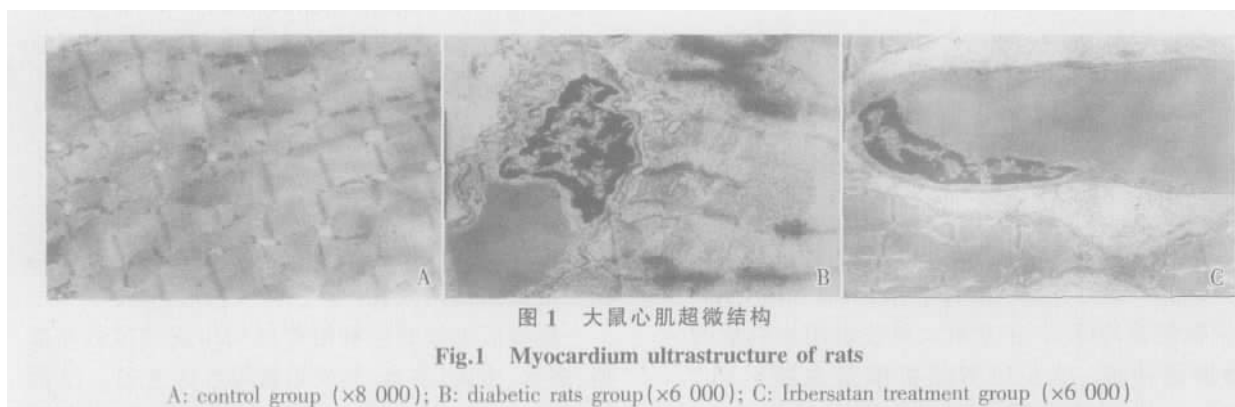 A
B
C
图 1 大鼠心肌超微结构
Fig.1 Myocardium ultrastructure of rats
A: control group (×8 000); B: diabetic rats group(×6 000); C: Irbersatan treatment group (×6 000)